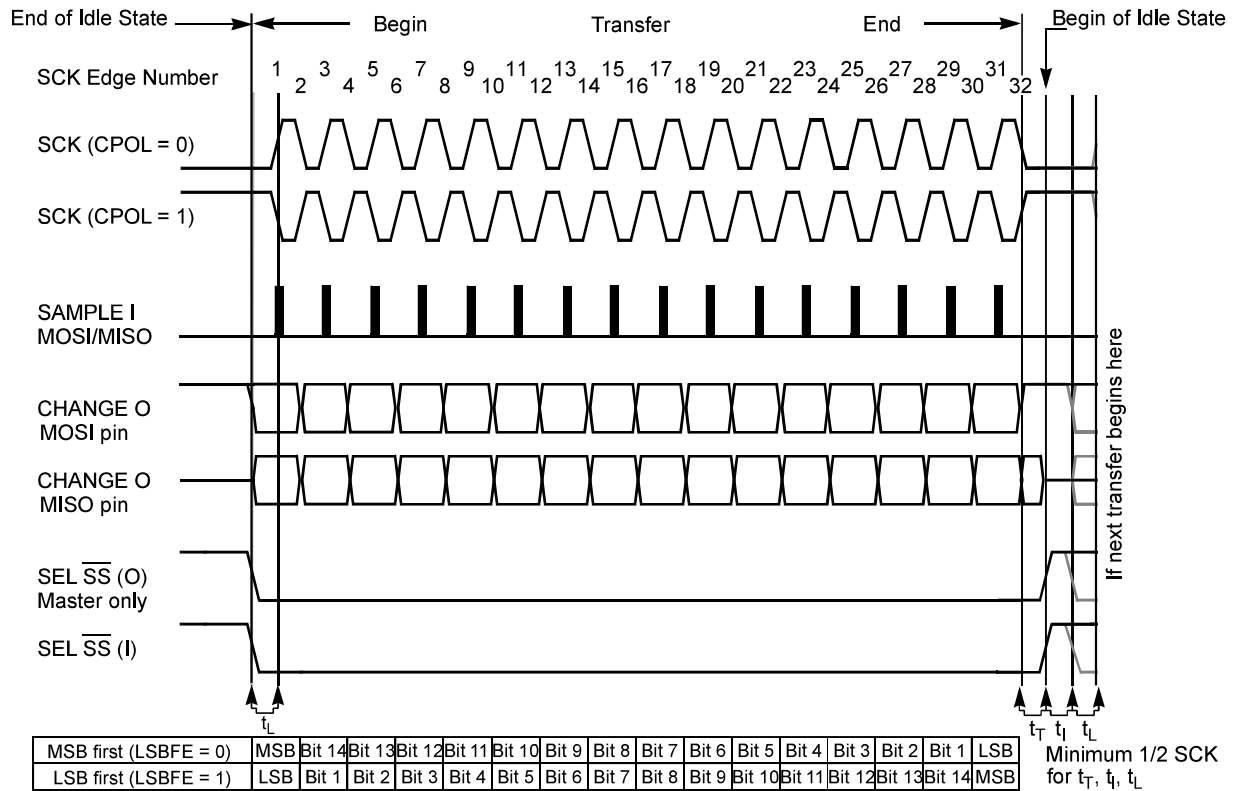 End of Idle State Begin Transfer End Begin of Idle State
SCK Edge Number 1 3 5 7 9 11 13 15 17 19 21 23 25 27 29 31
2 4 6 8 10 12 14 16 18 20 22 24 26 28 30 32
SCK (CPOL = 0)
SCK (CPOL = 1)
SAMPLE I
MOSI/MISO
CHANGE O
MOSI pin
CHANGE O
MISO pin
SEL SS (O)
Master only
SEL SS (I)
If next transfer begins here
tL tT tI tL
MSB first (LSBFE = 0) MSB Bit 14 Bit 13 Bit 12 Bit 11 Bit 10 Bit 9 Bit 8 Bit 7 Bit 6 Bit 5 Bit 4 Bit 3 Bit 2 Bit 1 LSB
LSB first (LSBFE = 1) LSB Bit 1 Bit 2 Bit 3 Bit 4 Bit 5 Bit 6 Bit 7 Bit 8 Bit 9 Bit 10 Bit 11 Bit 12 Bit 13 Bit 14 MSB
Minimum 1/2 SCK
for tT, tI, tL